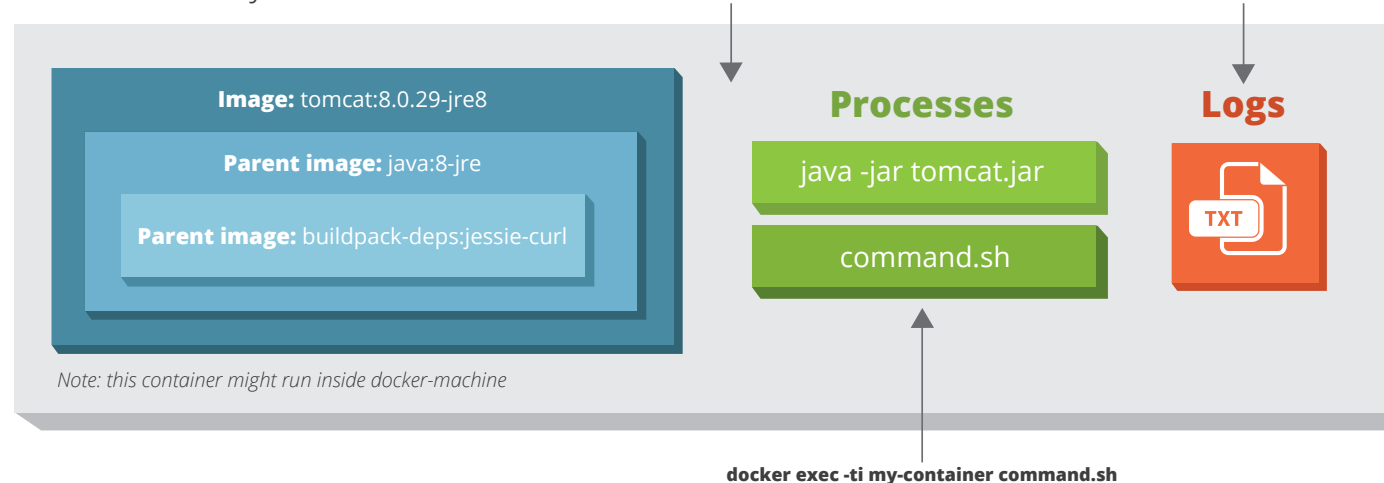 Image: tomcat:8.0.29-jre8
Parent image: java:8-jre
Parent image: buildpack-deps:jessie-curl
Note: this container might run inside docker-machine
Processes
java -jar tomcat.jar
command.sh
Logs
TXT
docker exec -ti my-container command.sh